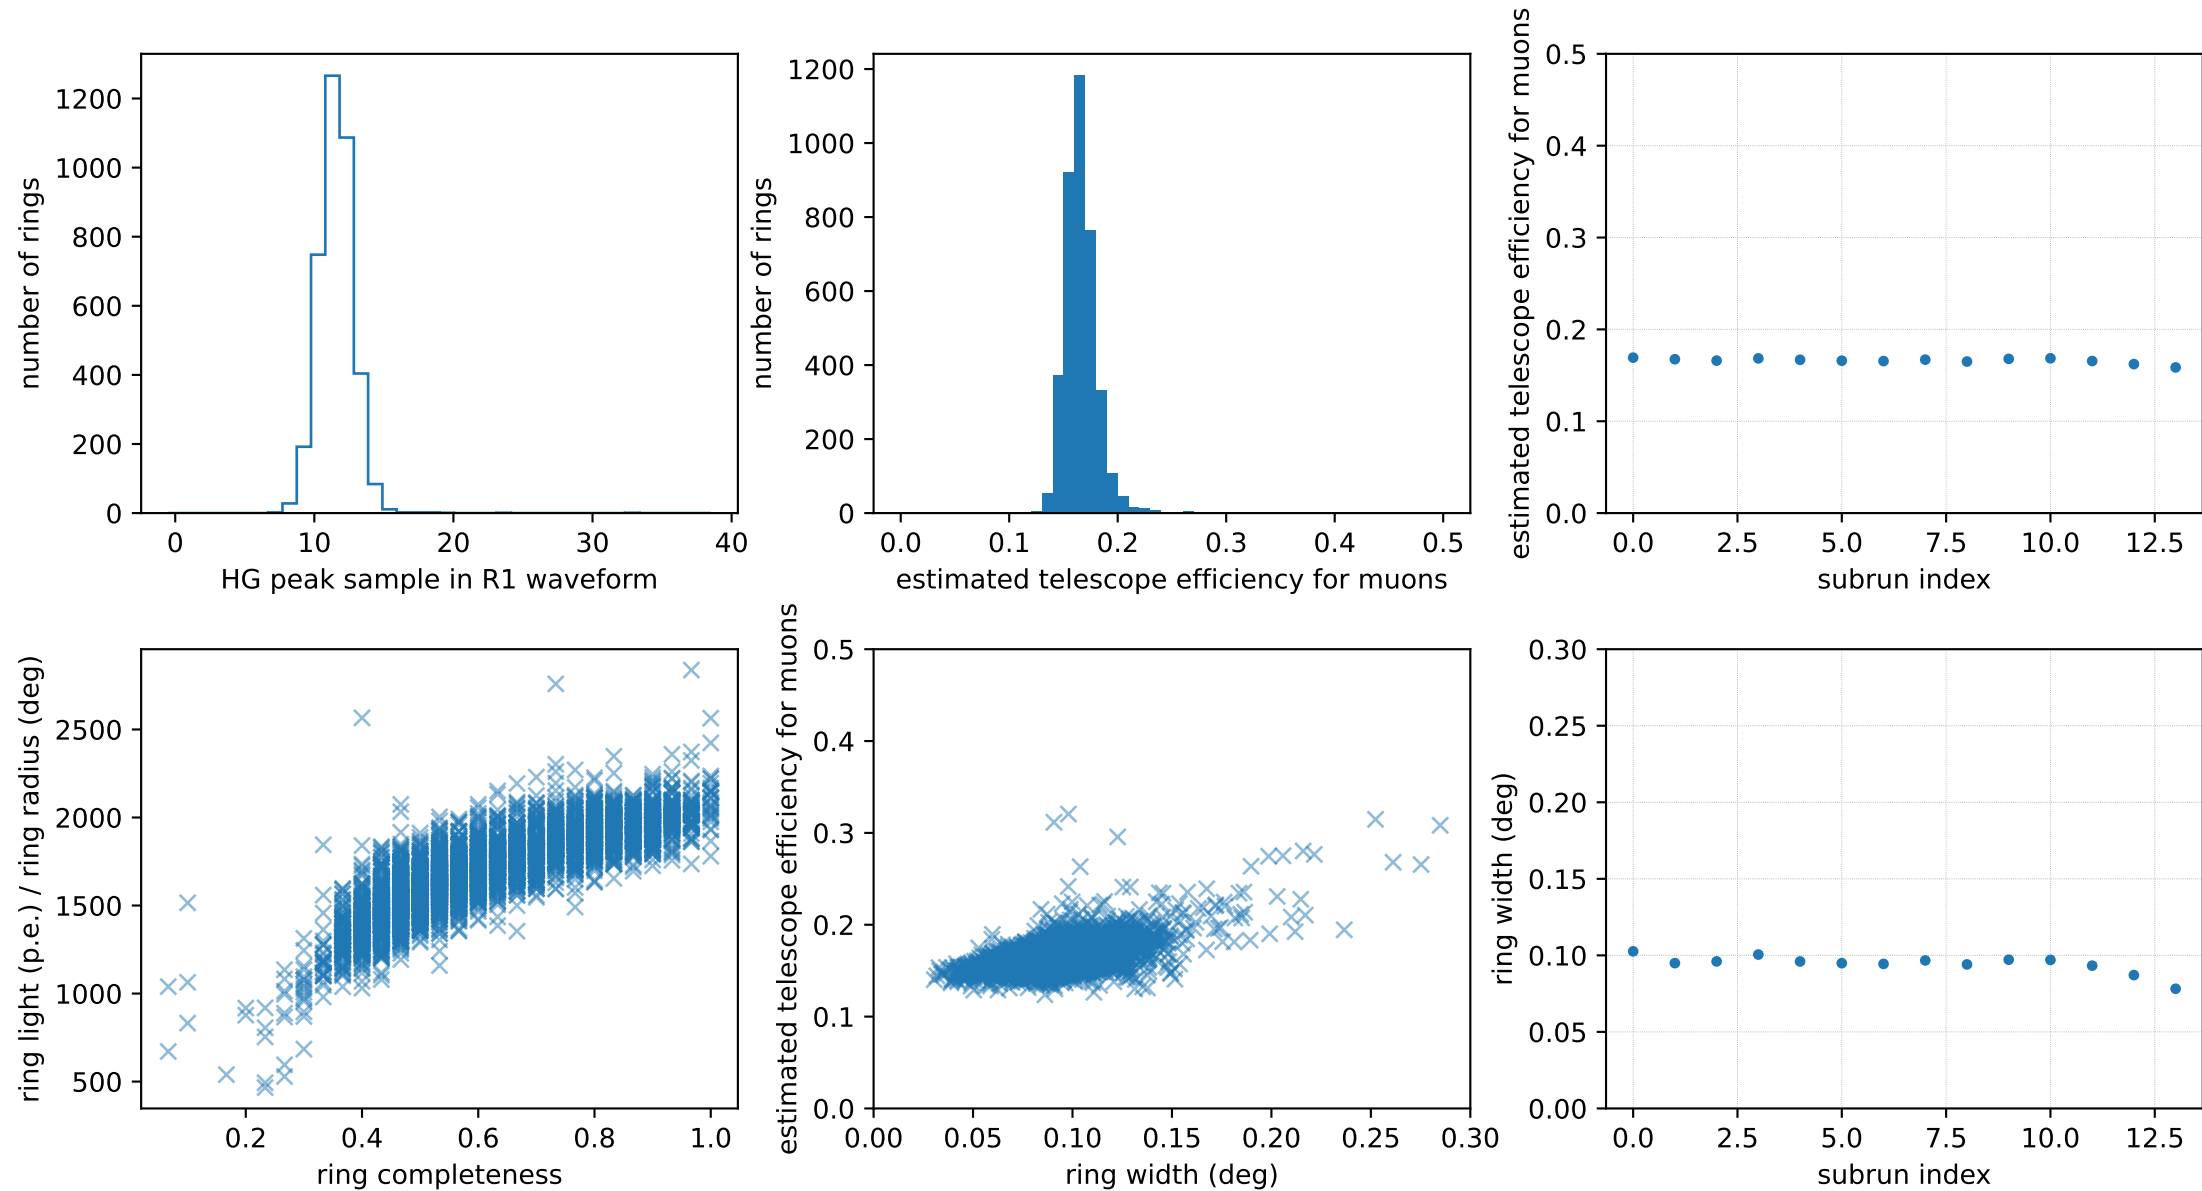 number of rings
1200
1000
800
600
400
200
0
0 10 20 30 40
HG peak sample in R1 waveform
number of rings
1200
1000
800
600
400
200
0
0.0 0.1 0.2 0.3 0.4 0.5
estimated telescope efficiency for muons
estimated telescope efficiency for muons
0.5
0.4
0.3
0.2
0.1
0.0
0.0 2.5 5.0 7.5 10.0 12.5
subrun index
ring light (p.e.) / ring radius (deg)
2500
2000
1500
1000
500
0.2 0.4 0.6 0.8 1.0
ring completeness
estimated telescope efficiency for muons
0.5
0.4
0.3
0.2
0.1
0.0
0.00 0.05 0.10 0.15 0.20 0.25 0.30
ring width (deg)
ring width (deg)
0.30
0.25
0.20
0.15
0.10
0.05
0.00
0.0 2.5 5.0 7.5 10.0 12.5
subrun index